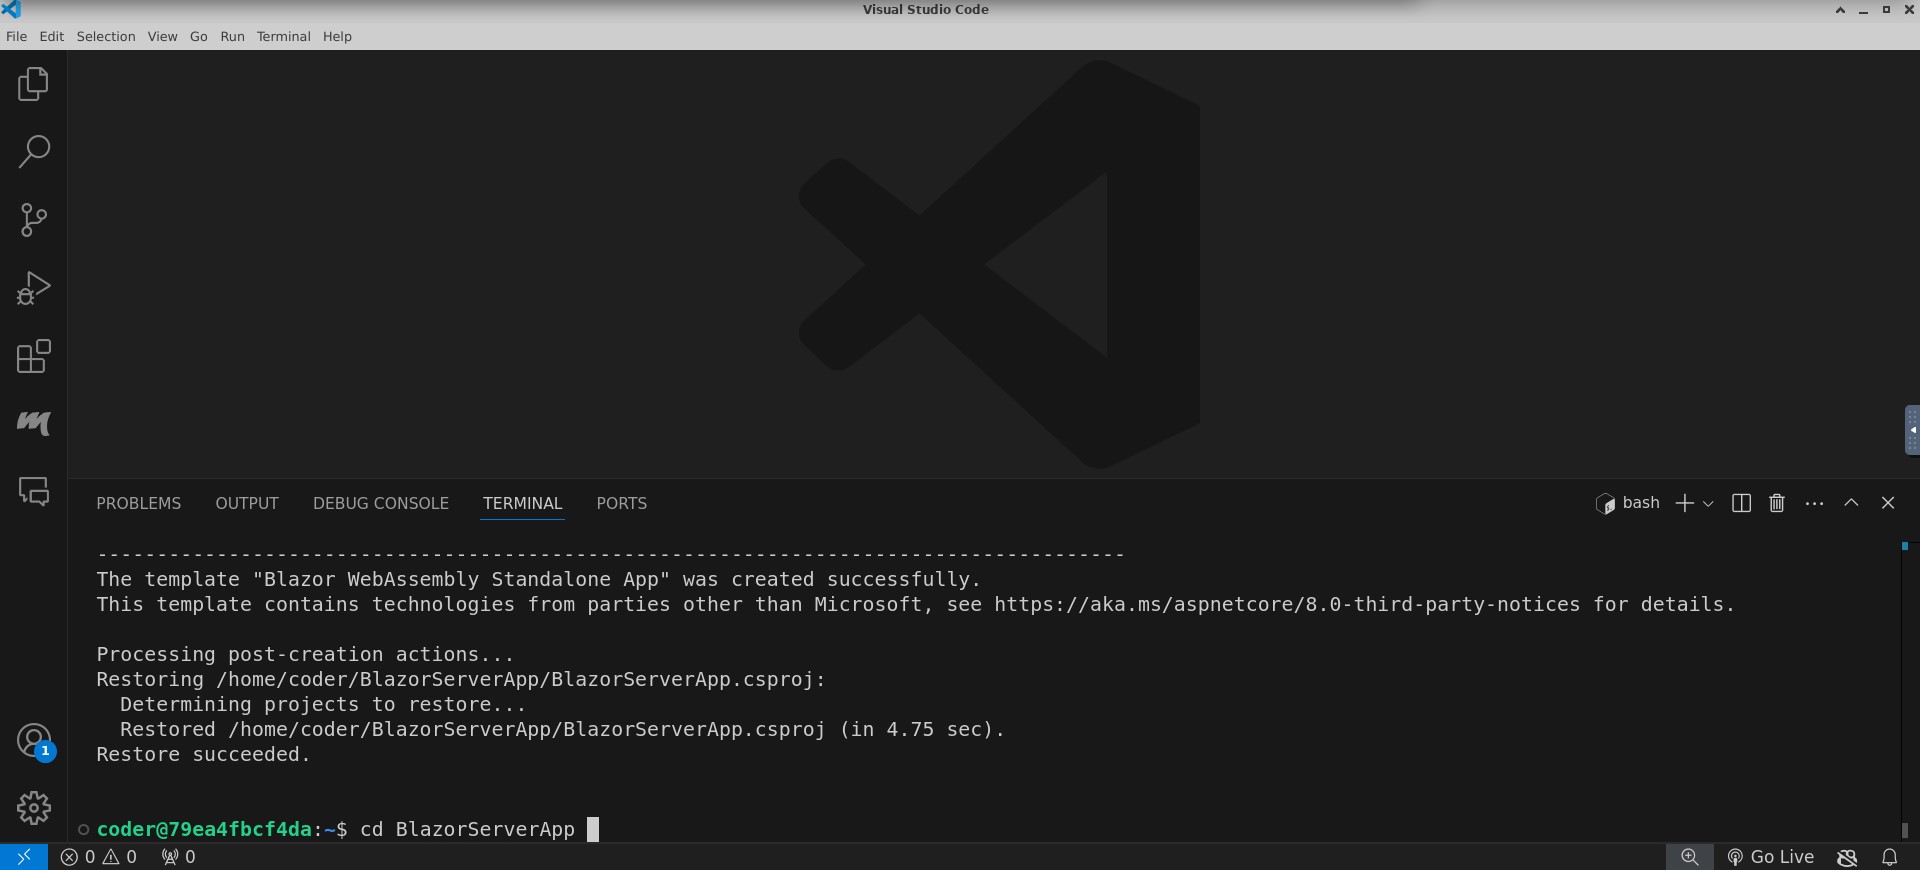 Visual Studio Code
File Edit Selection View Go Run Terminal Help
PROBLEMS OUTPUT DEBUG CONSOLE TERMINAL PORTS bash
--------------------------------------------------------------------------------------
The template "Blazor WebAssembly Standalone App" was created successfully.
This template contains technologies from parties other than Microsoft, see https://aka.ms/aspnetcore/8.0-third-party-notices for details.
Processing post-creation actions...
Restoring /home/coder/BlazorServerApp/BlazorServerApp.csproj:
  Determining projects to restore...
  Restored /home/coder/BlazorServerApp/BlazorServerApp.csproj (in 4.75 sec).
Restore succeeded.
1
coder@79ea4fbcf4da:~$ cd BlazorServerApp
0 0 0 Go Live